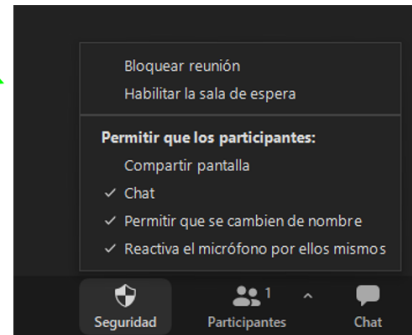 Bloquear reunión
Habilitar la sala de espera
Permitir que los participantes:
Compartir pantalla
Chat
Permitir que se cambien de nombre
Reactiva el micrófono por ellos mismos
1
Seguridad Participantes Chat